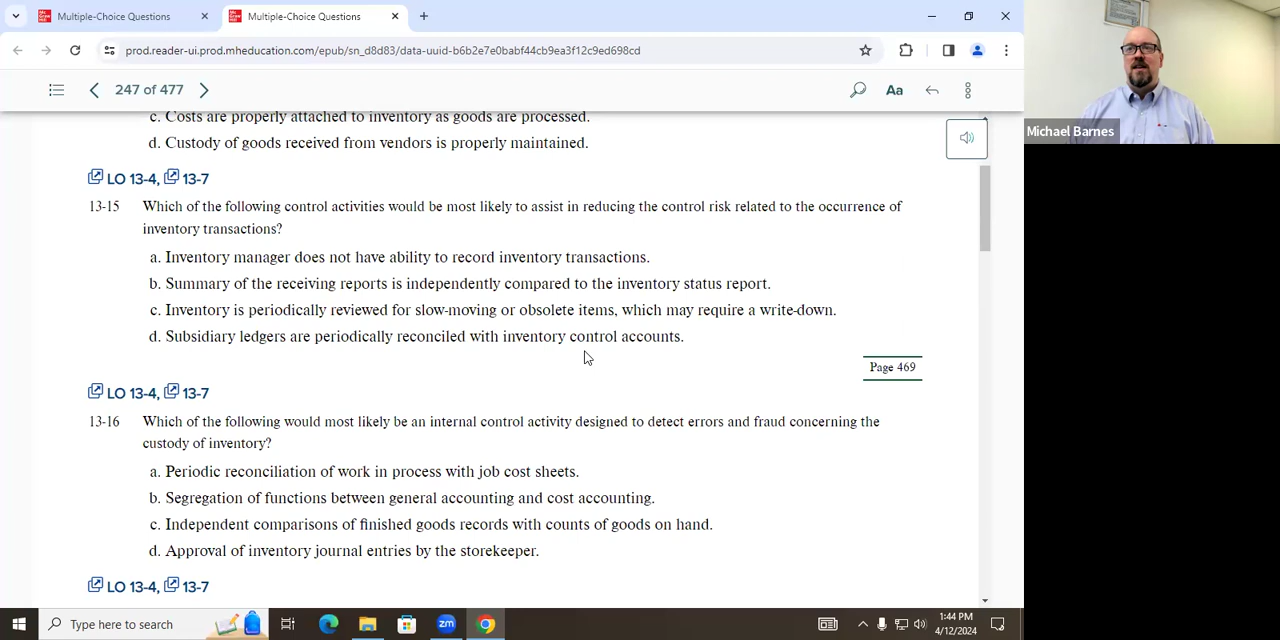 Multiple-Choice Questions
Multiple-Choice Questions
prod.reader-ui.prod.mheducation.com/epub/sn_d8d83/data-uuid-b6b2e7e0babf44cb9ea3f12c9ed698cd
247 of 477
Aa
c. Costs are properly attached to inventory as goods are processed.
d. Custody of goods received from vendors is properly maintained.
LO 13-4, 13-7
13-15 Which of the following control activities would be most likely to assist in reducing the control risk related to the occurrence of
inventory transactions?
a. Inventory manager does not have ability to record inventory transactions.
b. Summary of the receiving reports is independently compared to the inventory status report.
c. Inventory is periodically reviewed for slow-moving or obsolete items, which may require a write-down.
d. Subsidiary ledgers are periodically reconciled with inventory control accounts.
Page 469
LO 13-4, 13-7
13-16 Which of the following would most likely be an internal control activity designed to detect errors and fraud concerning the
custody of inventory?
a. Periodic reconciliation of work in process with job cost sheets.
b. Segregation of functions between general accounting and cost accounting.
c. Independent comparisons of finished goods records with counts of goods on hand.
d. Approval of inventory journal entries by the storekeeper.
LO 13-4, 13-7
Michael Barnes
Type here to search
zm
1:44 PM
4/12/2024